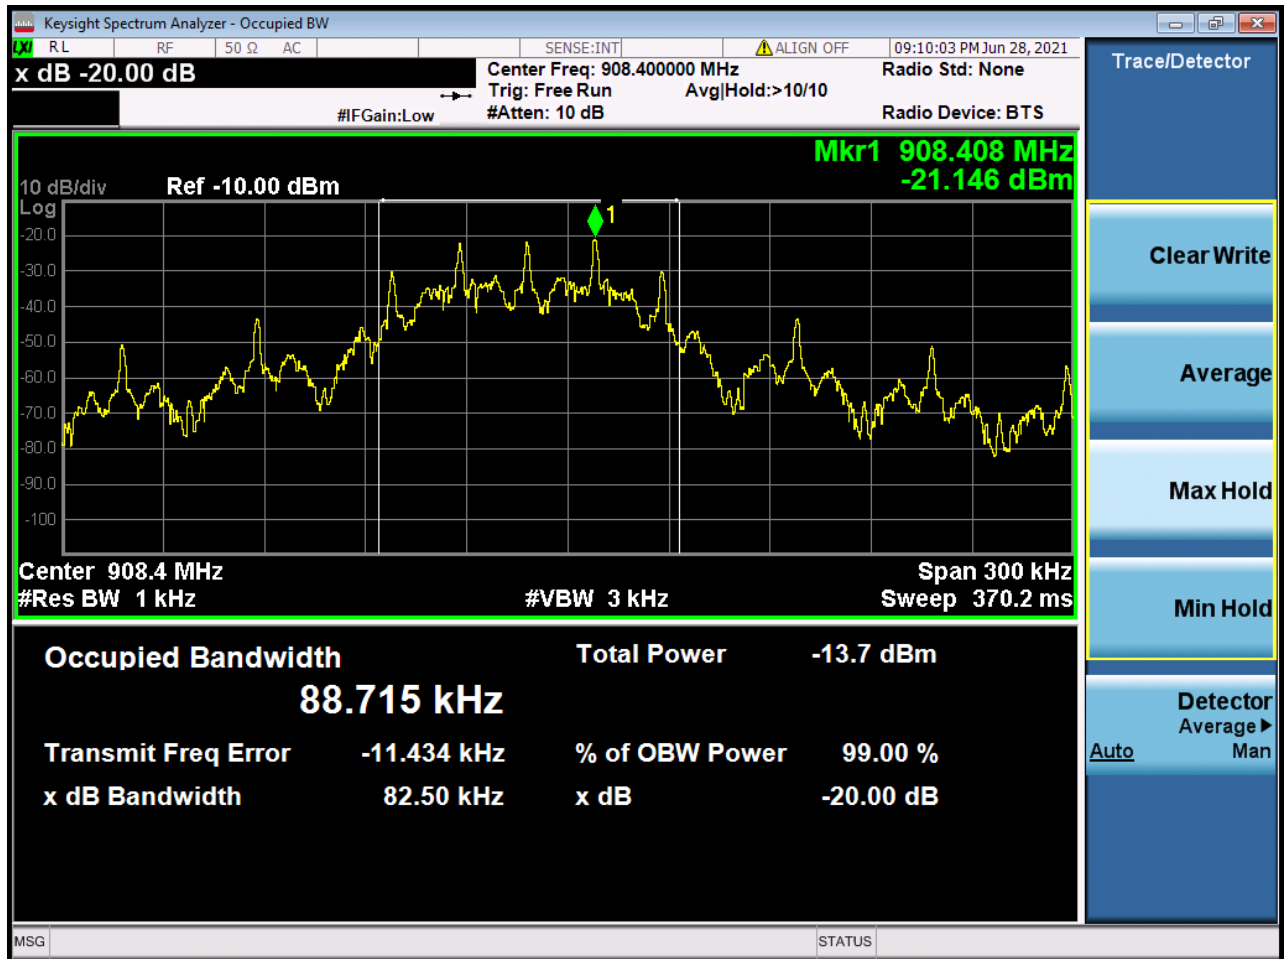 Keysight Spectrum Analyzer - Occupied BW
LXI RL RF 50 Ω AC SENSE:INT ALIGN OFF 09:10:03 PM Jun 28, 2021
x dB -20.00 dB
Center Freq: 908.400000 MHz Radio Std: None
Trig: Free Run Avg|Hold:>10/10
#IFGain:Low #Atten: 10 dB Radio Device: BTS
Mkr1 908.408 MHz
-21.146 dBm
10 dB/div Ref -10.00 dBm
Log
1
-20.0
-30.0
-40.0
-50.0
-60.0
-70.0
-80.0
-90.0
-100
Center 908.4 MHz Span 300 kHz
#Res BW 1 kHz #VBW 3 kHz Sweep 370.2 ms
Occupied Bandwidth Total Power -13.7 dBm
88.715 kHz
Transmit Freq Error -11.434 kHz % of OBW Power 99.00 %
x dB Bandwidth 82.50 kHz x dB -20.00 dB
Trace/Detector
Clear Write
Average
Max Hold
Min Hold
Detector
Average
Auto Man
MSG STATUS